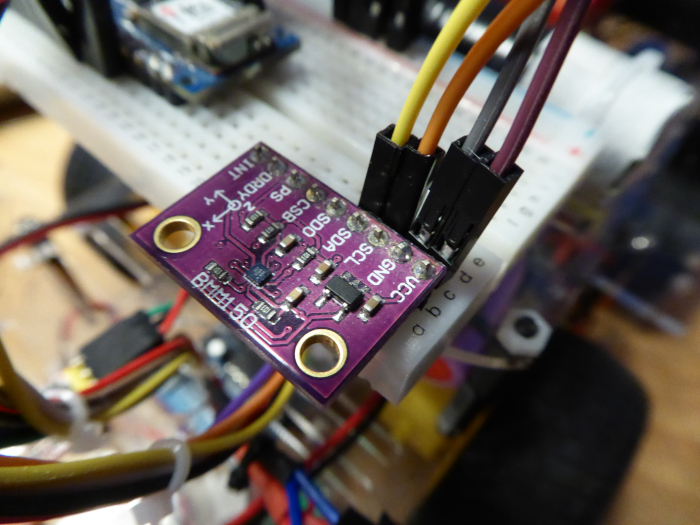 INT
DRDY
PS
CSB
SDO
SDA
SCL
GND
VCC
Z
Y
X
BMM150
a b c d e